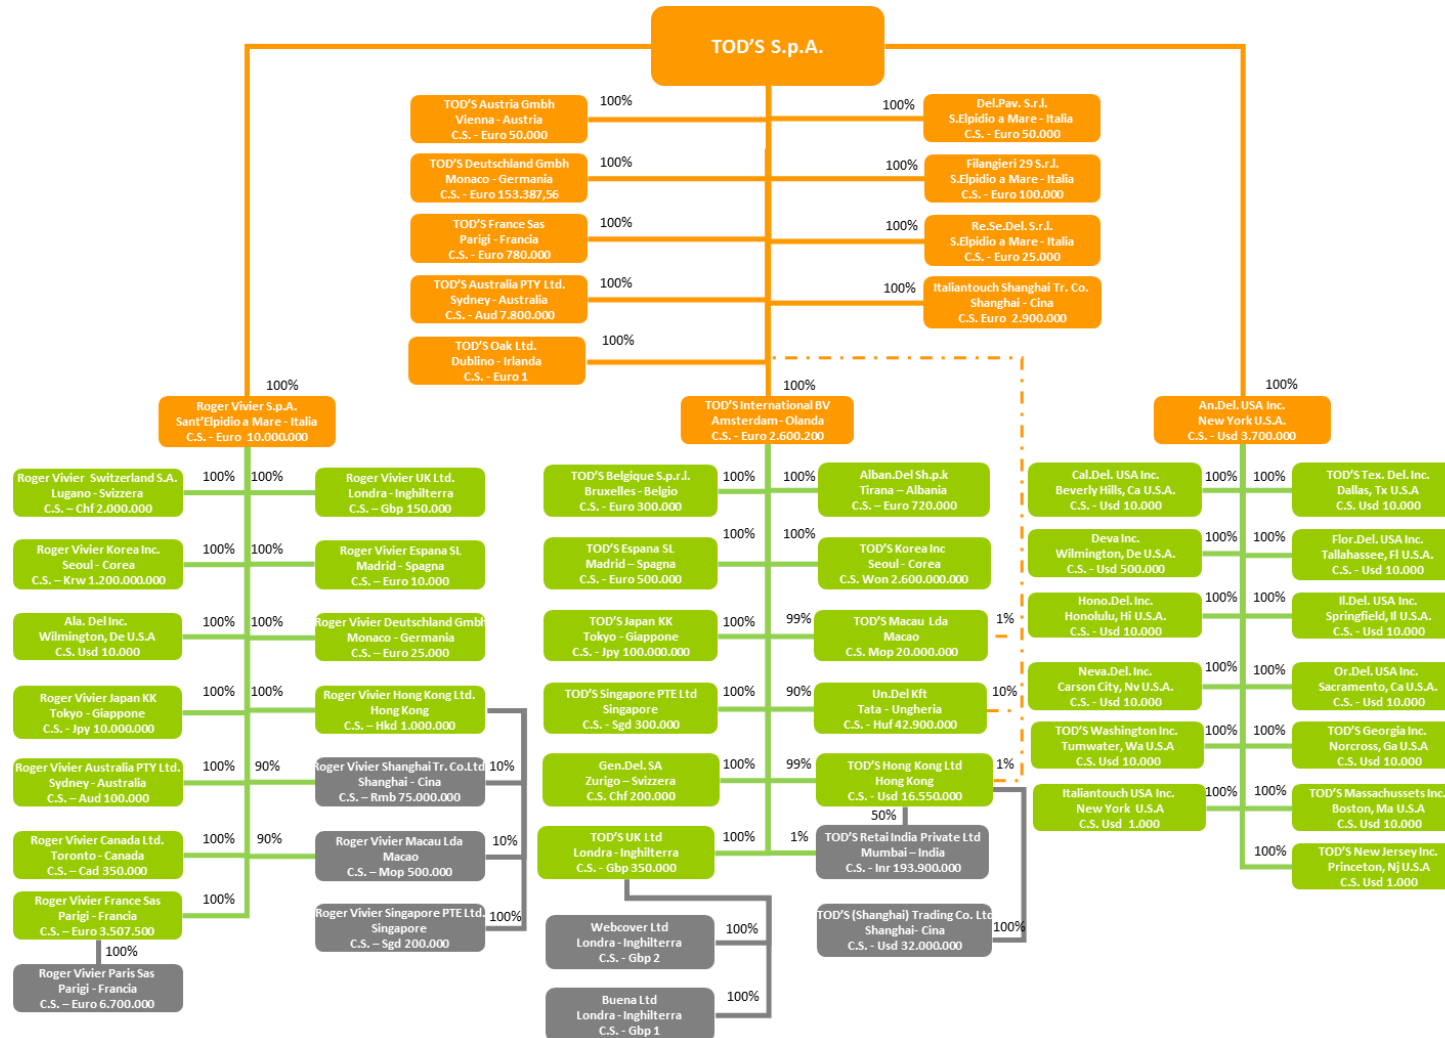 TOD'S S.p.A.
100%
TOD'S Austria Gmbh
Vienna - Austria
C.S. - Euro 50.000
100%
Del.Pav. S.r.l.
S.Elpidio a Mare - Italia
C.S. - Euro 50.000
TOD'S Deutschland Gmbh
Monaco - Germania
C.S. - Euro 153.387,56
100%
100%
Filangieri 29 S.r.l.
S.Elpidio a Mare - Italia
C.S. - Euro 100.000
TOD'S France Sas
Parigi - Francia
C.S. - Euro 780.000
100%
100%
Re.Se.Del. S.r.l.
S.Elpidio a Mare - Italia
C.S. - Euro 25.000
TOD'S Australia PTY Ltd.
Sydney - Australia
C.S. - Aud 7.800.000
100%
100%
Italiantouch Shanghai Tr. Co.
Shanghai - Cina
C.S. Euro 2.900.000
TOD'S Oak Ltd.
Dublino - Irlanda
C.S. - Euro 1
100%
100%
Roger Vivier S.p.A.
Sant'Elpidio a Mare - Italia
C.S. - Euro 10.000.000
100%
TOD'S International BV
Amsterdam - Olanda
C.S. - Euro 2.600.200
100%
An.Del. USA Inc.
New York U.S.A.
C.S. - Usd 3.700.000
Roger Vivier Switzerland S.A.
Lugano - Svizzera
C.S. – Chf 2.000.000
100%
100%
Roger Vivier UK Ltd.
Londra - Inghilterra
C.S. – Gbp 150.000
Roger Vivier Korea Inc.
Seoul - Corea
C.S. – Krw 1.200.000.000
100%
100%
Roger Vivier Espana SL
Madrid - Spagna
C.S. – Euro 10.000
Ala. Del Inc.
Wilmington, De U.S.A
C.S. Usd 10.000
100%
100%
Roger Vivier Deutschland Gmbh
Monaco - Germania
C.S. – Euro 25.000
Roger Vivier Japan KK
Tokyo - Giappone
C.S. - Jpy 10.000.000
100%
100%
Roger Vivier Hong Kong Ltd.
Hong Kong
C.S. – Hkd 1.000.000
Roger Vivier Australia PTY Ltd.
Sydney - Australia
C.S. – Aud 100.000
100%
90%
Roger Vivier Shanghai Tr. Co.Ltd
Shanghai - Cina
C.S. – Rmb 75.000.000
10%
Roger Vivier Canada Ltd.
Toronto - Canada
C.S. – Cad 350.000
100%
90%
Roger Vivier Macau Lda
Macao
C.S. – Mop 500.000
10%
Roger Vivier France Sas
Parigi - Francia
C.S. – Euro 3.507.500
100%
Roger Vivier Singapore PTE Ltd.
Singapore
C.S. – Sgd 200.000
100%
100%
Roger Vivier Paris Sas
Parigi - Francia
C.S. – Euro 6.700.000
TOD'S Belgique S.p.r.l.
Bruxelles - Belgio
C.S. - Euro 300.000
100%
100%
Alban.Del Sh.p.k
Tirana – Albania
C.S. – Euro 720.000
TOD'S Espana SL
Madrid – Spagna
C.S. - Euro 500.000
100%
100%
TOD'S Korea Inc
Seoul - Corea
C.S. Won 2.600.000.000
TOD'S Japan KK
Tokyo - Giappone
C.S. - Jpy 100.000.000
100%
99%
TOD'S Macau Lda
Macao
C.S. Mop 20.000.000
1%
TOD'S Singapore PTE Ltd
Singapore
C.S. - Sgd 300.000
100%
90%
Un.Del Kft
Tata - Ungheria
C.S. - Huf 42.900.000
10%
Gen.Del. SA
Zurigo – Svizzera
C.S. Chf 200.000
100%
99%
TOD'S Hong Kong Ltd
Hong Kong
C.S. – Usd 16.550.000
1%
50%
TOD'S UK Ltd
Londra - Inghilterra
C.S. - Gbp 350.000
100%
1%
TOD'S Retai India Private Ltd
Mumbai – India
C.S. – Inr 193.900.000
Webcover Ltd
Londra - Inghilterra
C.S. - Gbp 2
100%
TOD'S (Shanghai) Trading Co. Ltd
Shanghai- Cina
C.S. - Usd 32.000.000
100%
Buena Ltd
Londra - Inghilterra
C.S. - Gbp 1
100%
Cal.Del. USA Inc.
Beverly Hills, Ca U.S.A.
C.S. - Usd 10.000
100%
100%
TOD'S Tex. Del. Inc.
Dallas, Tx U.S.A
C.S. Usd 10.000
Deva Inc.
Wilmington, De U.S.A.
C.S. - Usd 500.000
100%
100%
Flor.Del. USA Inc.
Tallahassee, Fl U.S.A.
C.S. - Usd 10.000
Hono.Del. Inc.
Honolulu, Hi U.S.A.
C.S. - Usd 10.000
100%
100%
Il.Del. USA Inc.
Springfield, Il U.S.A.
C.S. - Usd 10.000
Neva.Del. Inc.
Carson City, Nv U.S.A.
C.S. - Usd 10.000
100%
100%
Or.Del. USA Inc.
Sacramento, Ca U.S.A.
C.S. - Usd 10.000
TOD'S Washington Inc.
Tumwater, Wa U.S.A
C.S. Usd 10.000
100%
100%
TOD'S Georgia Inc.
Norcross, Ga U.S.A
C.S. Usd 10.000
Italiantouch USA Inc.
New York U.S.A
C.S. Usd 1.000
100%
100%
TOD'S Massachussets Inc.
Boston, Ma U.S.A
C.S. Usd 10.000
100%
TOD'S New Jersey Inc.
Princeton, Nj U.S.A
C.S. Usd 1.000